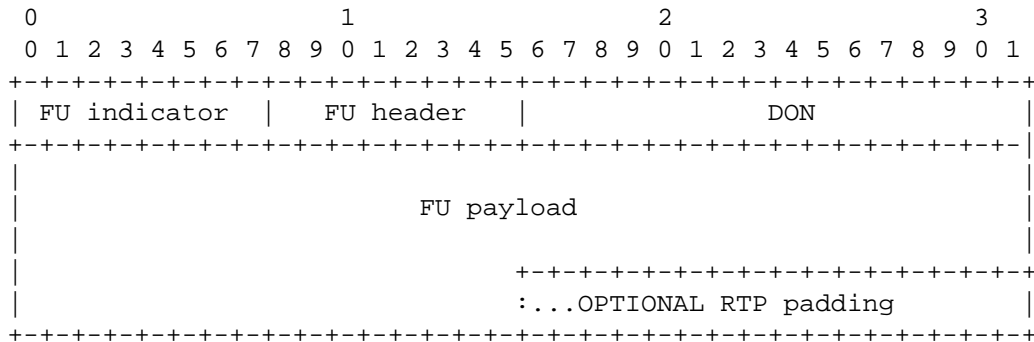 0                   1                   2                   3
 0 1 2 3 4 5 6 7 8 9 0 1 2 3 4 5 6 7 8 9 0 1 2 3 4 5 6 7 8 9 0 1
+-+-+-+-+-+-+-+-+-+-+-+-+-+-+-+-+-+-+-+-+-+-+-+-+-+-+-+-+-+-+-+-+
| FU indicator  |   FU header   |               DON             |
+-+-+-+-+-+-+-+-+-+-+-+-+-+-+-+-+-+-+-+-+-+-+-+-+-+-+-+-+-+-+-+-|
|                                                               |
|                         FU payload                            |
|                                                               |
|                               +-+-+-+-+-+-+-+-+-+-+-+-+-+-+-+-+
|                               :...OPTIONAL RTP padding        |
+-+-+-+-+-+-+-+-+-+-+-+-+-+-+-+-+-+-+-+-+-+-+-+-+-+-+-+-+-+-+-+-+